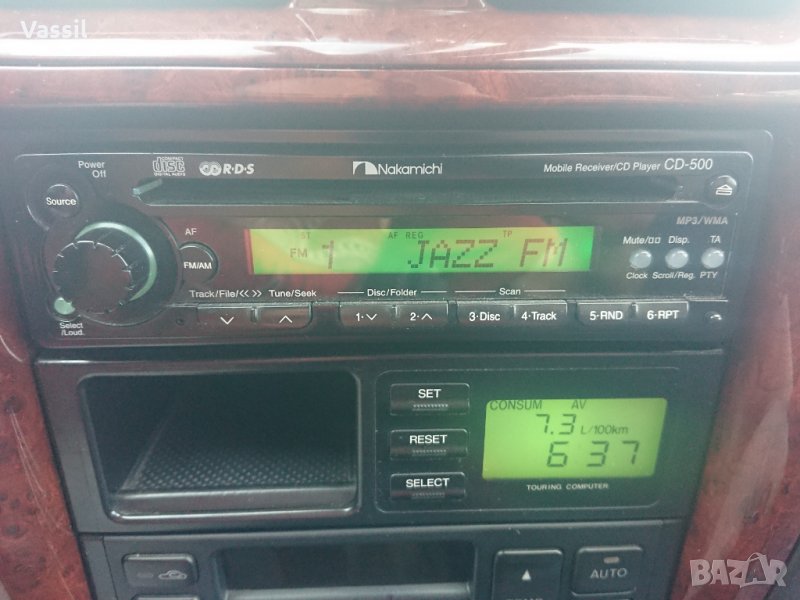 Vassil
Power Off
COMPACT DISC DIGITAL AUDIO
R·D·S
Nakamichi
Mobile Receiver/CD Player CD-500
Source
AF
FM/AM
ST AF REG TP
FM 1 JAZZ FM
MP3/WMA
Mute/ Disp. TA
Clock Scroll/Reg. PTY
Select /Loud.
Track/File/<< >> Tune/Seek
Disc/Folder
Scan
1· 2· 3·Disc 4·Track 5·RND 6·RPT
SET
RESET
SELECT
CONSUM AV
7.3 L/100km
6 37
TOURING COMPUTER
AUTO
BAZAR